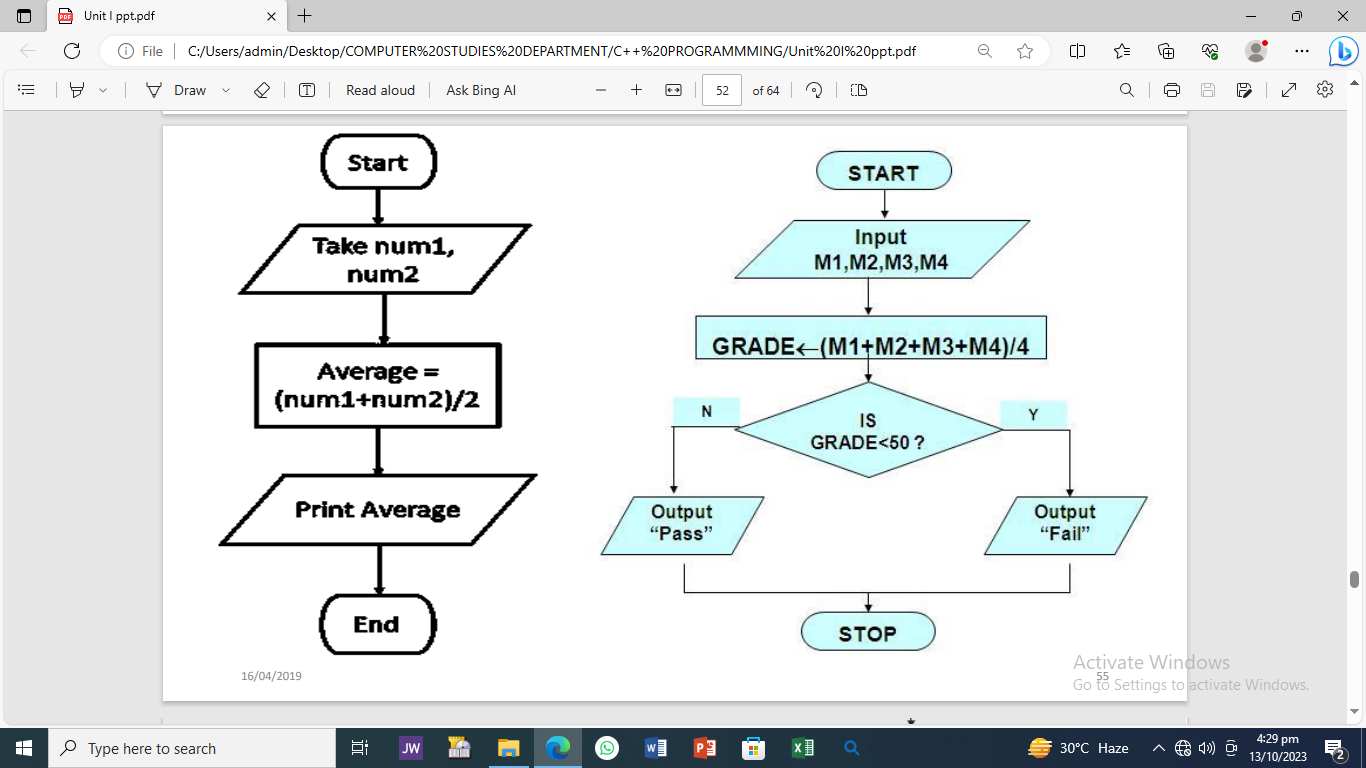 Unit I ppt.pdf
File
C:/Users/admin/Desktop/COMPUTER%20STUDIES%20DEPARTMENT/C++%20PROGRAMMMING/Unit%20I%20ppt.pdf
Draw
Read aloud
Ask Bing AI
52
of 64
Start
Take num1,
num2
Average =
(num1+num2)/2
Print Average
End
START
Input
M1,M2,M3,M4
GRADE←(M1+M2+M3+M4)/4
N
IS
GRADE<50 ?
Y
Output
“Pass”
Output
“Fail”
STOP
16/04/2019
55
Activate Windows
Go to Settings to activate Windows.
Type here to search
JW
30°C Haze
4:29 pm
13/10/2023
2